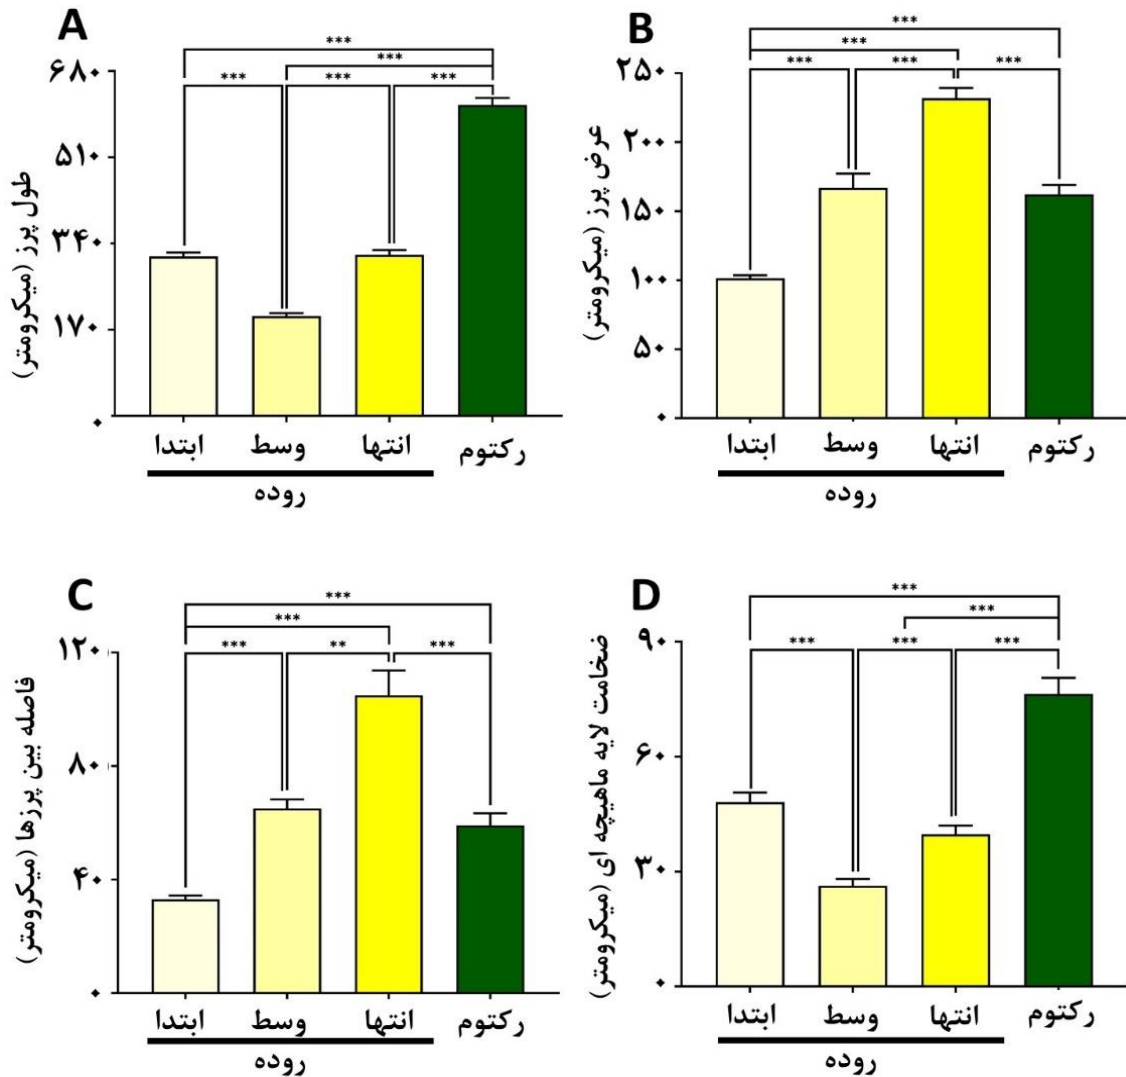 A
***
***
***
***
***
۶۸۰
۵۱۰
۳۴۰
۱۷۰
۰
طول پرز (میکرومتر)
ابتدا
وسط
انتها
رکتوم
روده
B
***
***
***
***
***
۲۵۰
۲۰۰
۱۵۰
۱۰۰
۵۰
۰
عرض پرز (میکرومتر)
ابتدا
وسط
انتها
رکتوم
روده
C
***
***
***
**
***
۱۲۰
۸۰
۴۰
۰
فاصله بین پرزها (میکرومتر)
ابتدا
وسط
انتها
رکتوم
روده
D
***
***
***
***
***
۹۰
۶۰
۳۰
۰
ضخامت لایه ماهیچه ای (میکرومتر)
ابتدا
وسط
انتها
رکتوم
روده